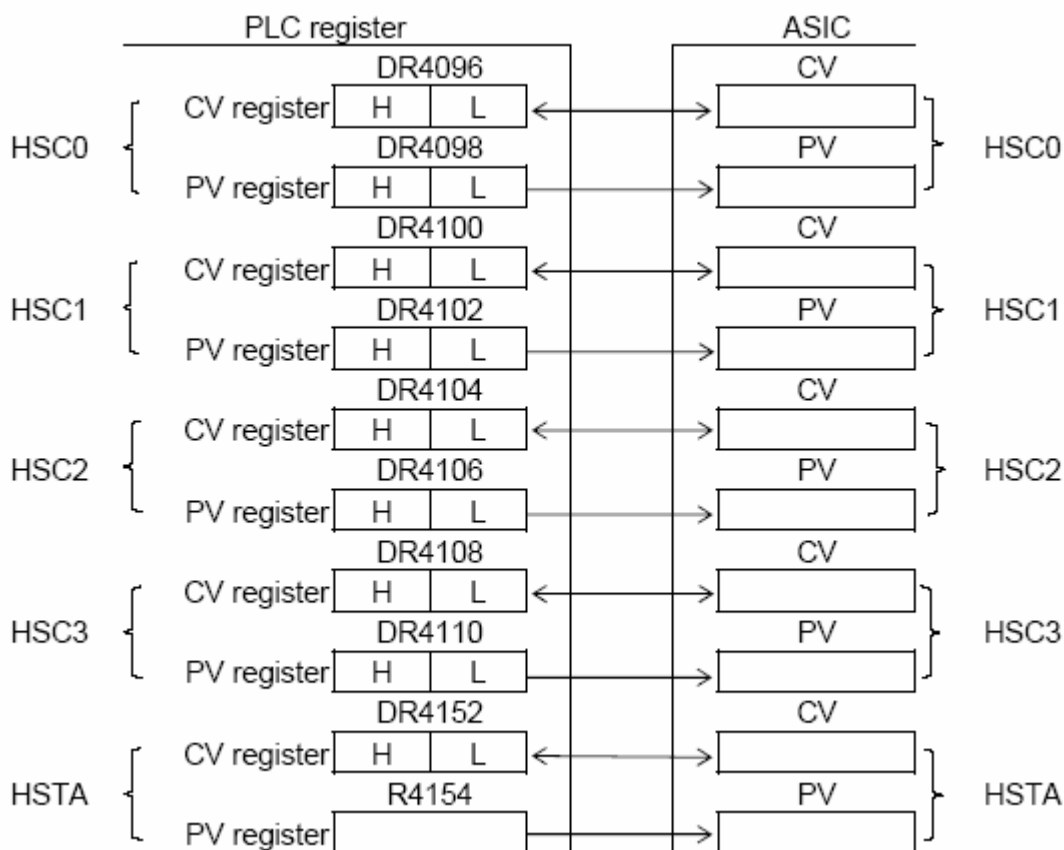 PLC register ASIC
DR4096 CV
CV register H L
HSC0 DR4098 PV HSC0
PV register H L
DR4100 CV
CV register H L
HSC1 DR4102 PV HSC1
PV register H L
DR4104 CV
CV register H L
HSC2 DR4106 PV HSC2
PV register H L
DR4108 CV
CV register H L
HSC3 DR4110 PV HSC3
PV register H L
DR4152 CV
CV register H L
HSTA R4154 PV HSTA
PV register